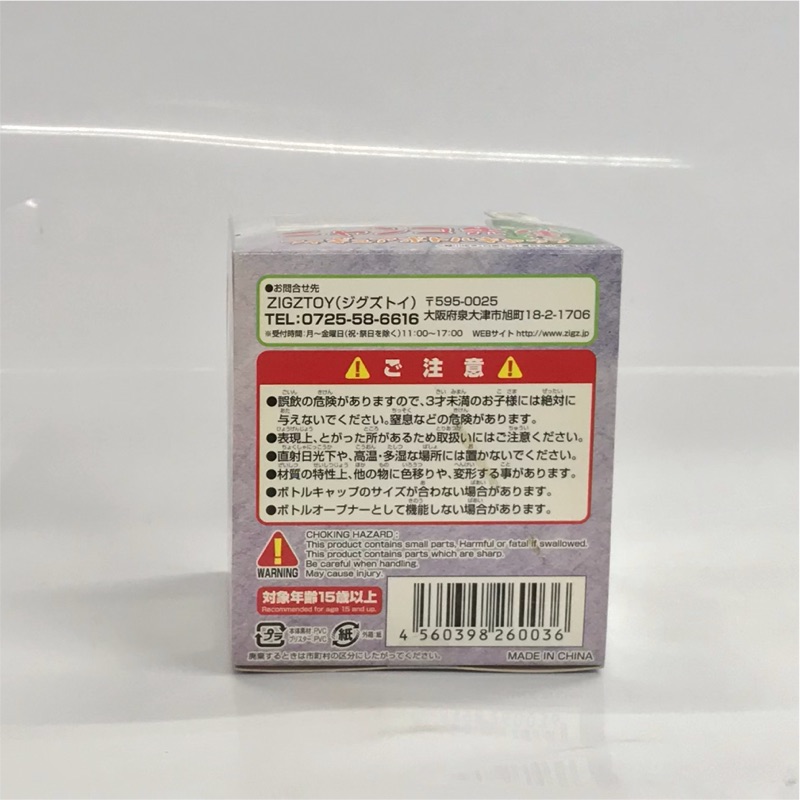 ●お問合せ先
ZIGZTOY(ジグズトイ) 〒595-0025
TEL:0725-58-6616 大阪府泉大津市旭町18-2-1706
※受付時間:月〜金曜日(祝・祭日を除く)11:00〜17:00 WEBサイト http://www.zigz.jp
ご注意
●誤飲の危険がありますので、3才未満のお子様には絶対に
与えないでください。窒息などの危険があります。
●表現上、とがった所があるため取扱いにはご注意ください。
●直射日光下や、高温・多湿な場所には置かないでください。
●材質の特性上、他の物に色移りや、変形する事があります。
●ボトルキャップのサイズが合わない場合があります。
●ボトルオープナーとして機能しない場合があります。
WARNING
CHOKING HAZARD :
This product contains small parts, Harmful or fatal if swallowed.
This product contains parts which are sharp.
Be careful when handling.
May cause injury.
対象年齢15歳以上
Recommended for age 15 and up.
プラ 本体素材 PVC
ブリスター PVC
紙 外箱 紙
4 560398 260036
廃棄するときは市町村の区分にしたがってください。
MADE IN CHINA